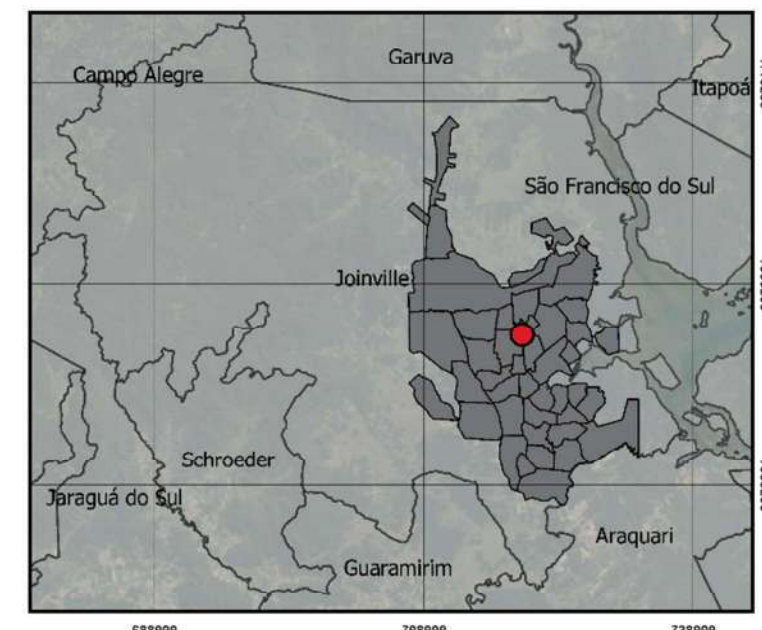 Garuva
Campo Alegre
Itapoá
São Francisco do Sul
Joinville
Schroeder
Jaraguá do Sul
Araquari
Guaramirim